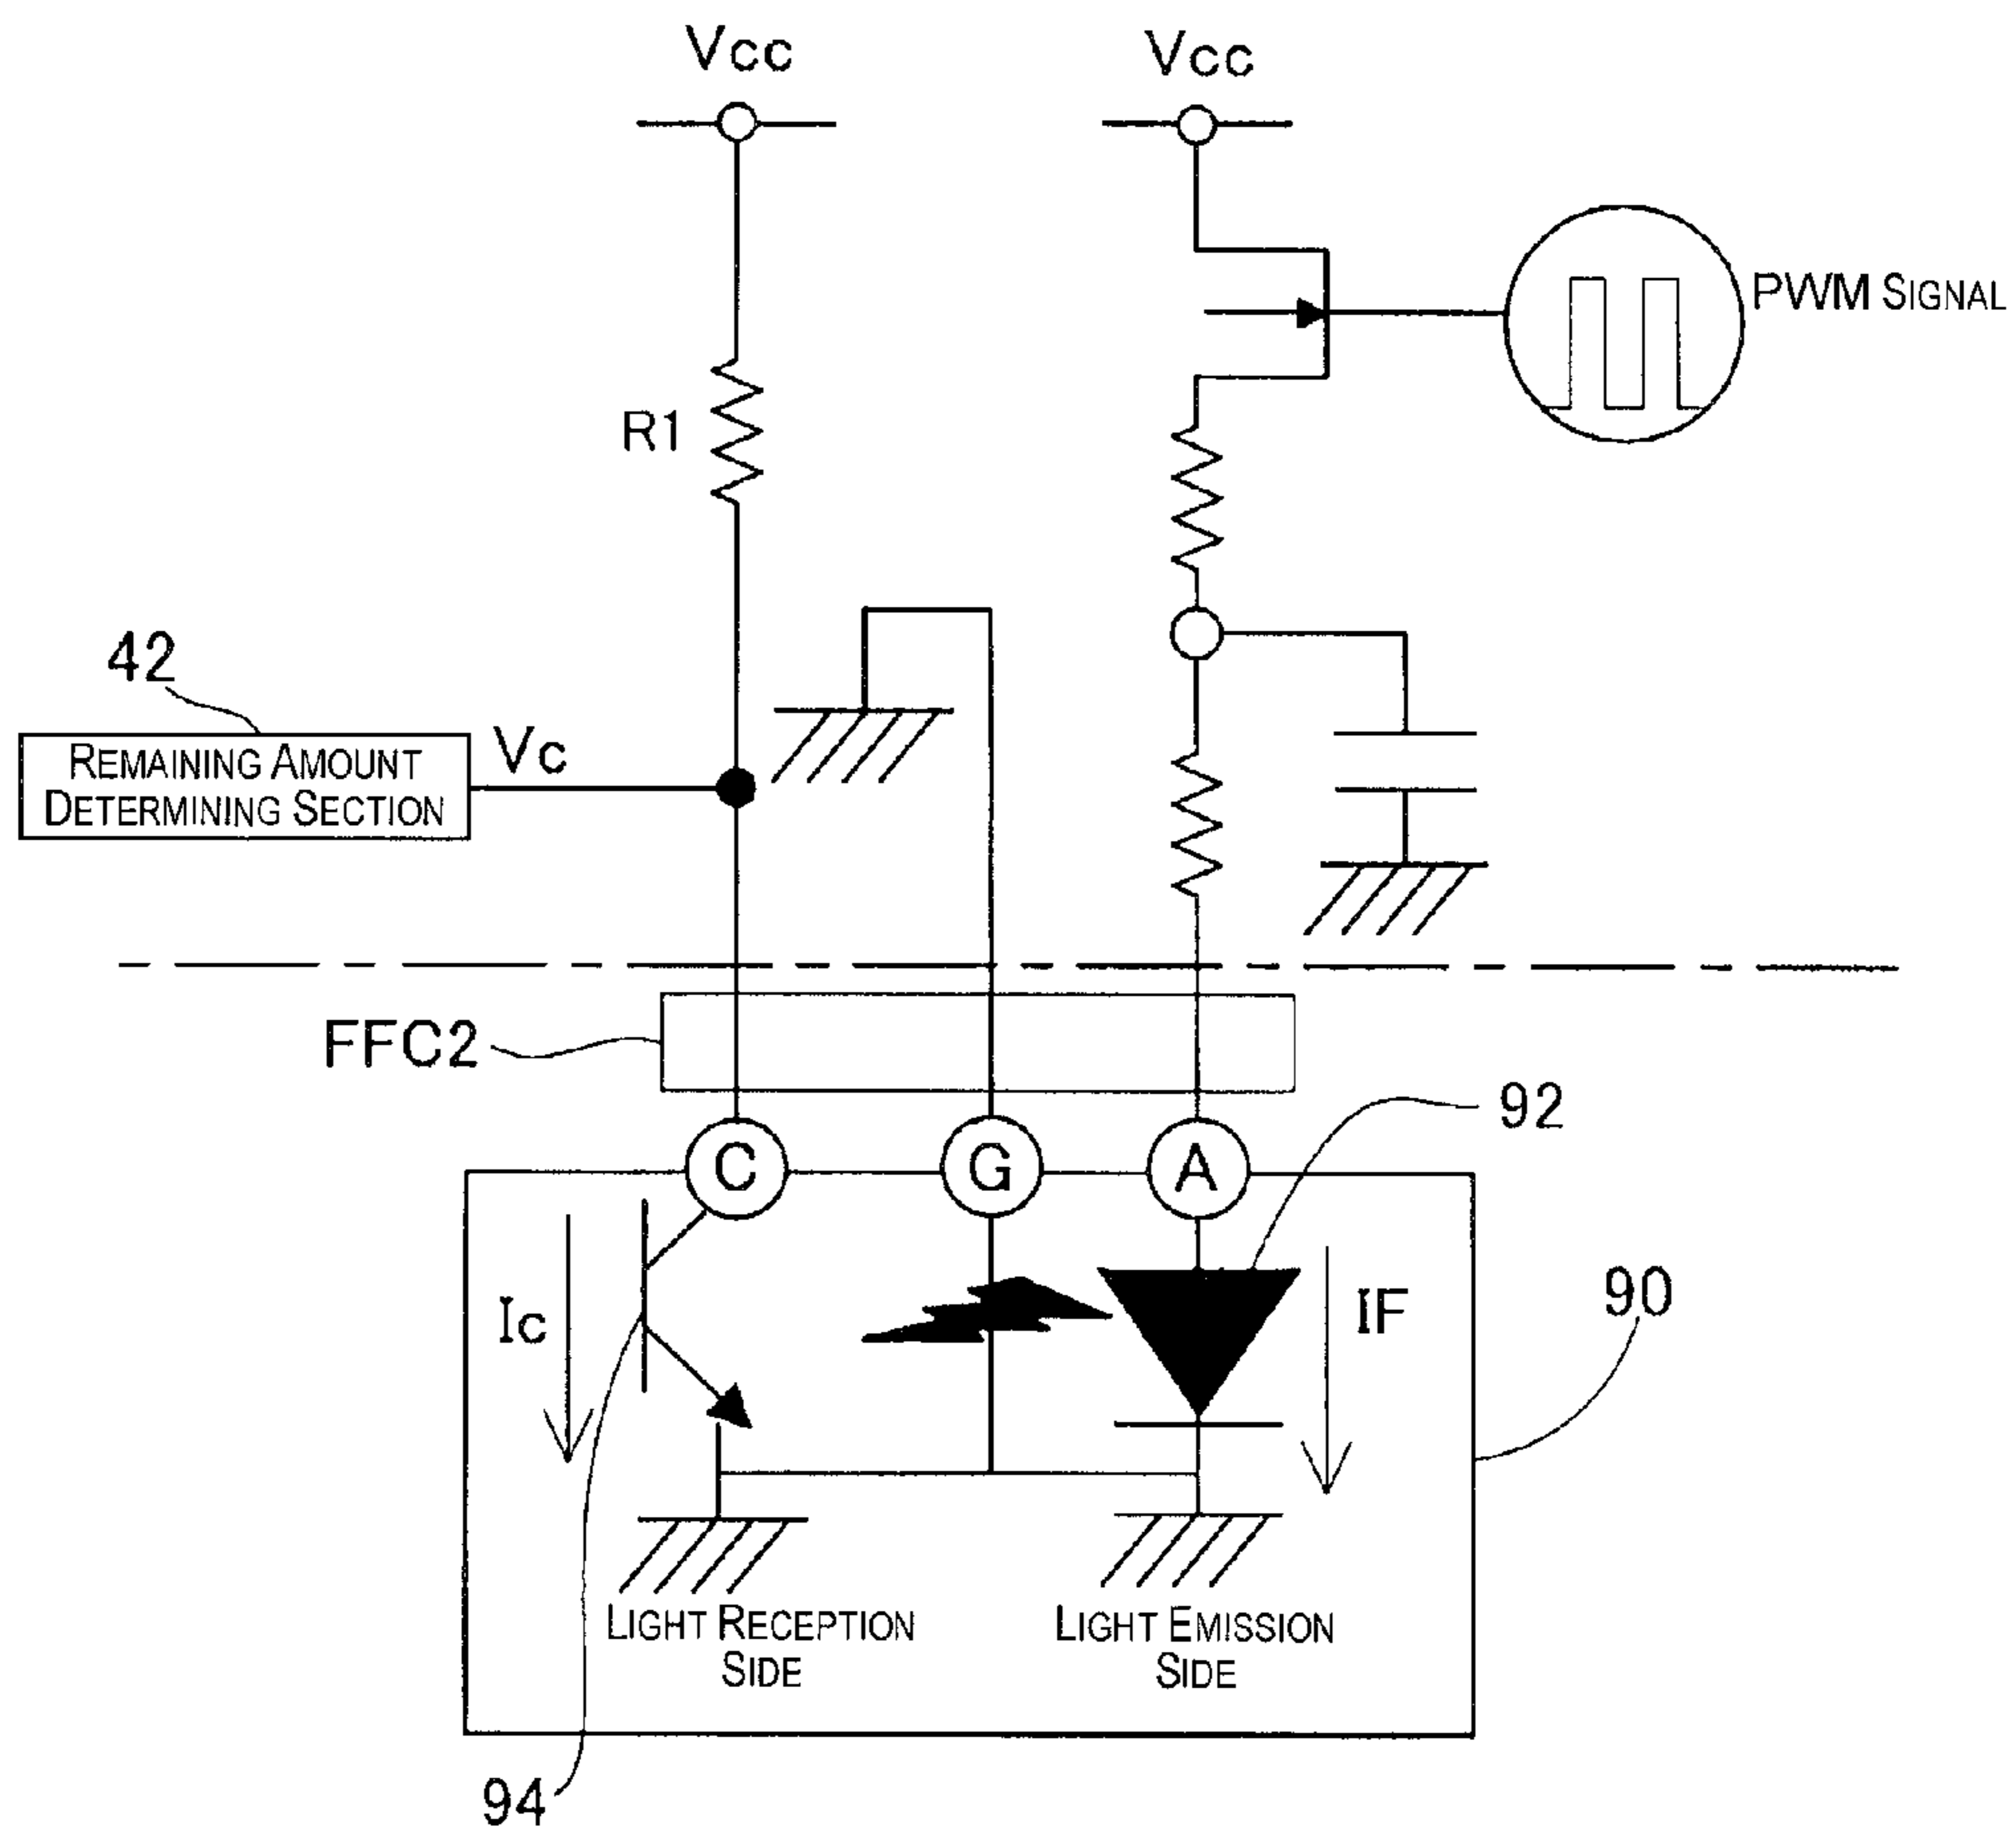 Vcc
Vcc
PWM SIGNAL
R1
42
REMAINING AMOUNT
DETERMINING SECTION
Vc
FFC2
92
C
G
A
Ic
IF
90
LIGHT RECEPTION
SIDE
LIGHT EMISSION
SIDE
94